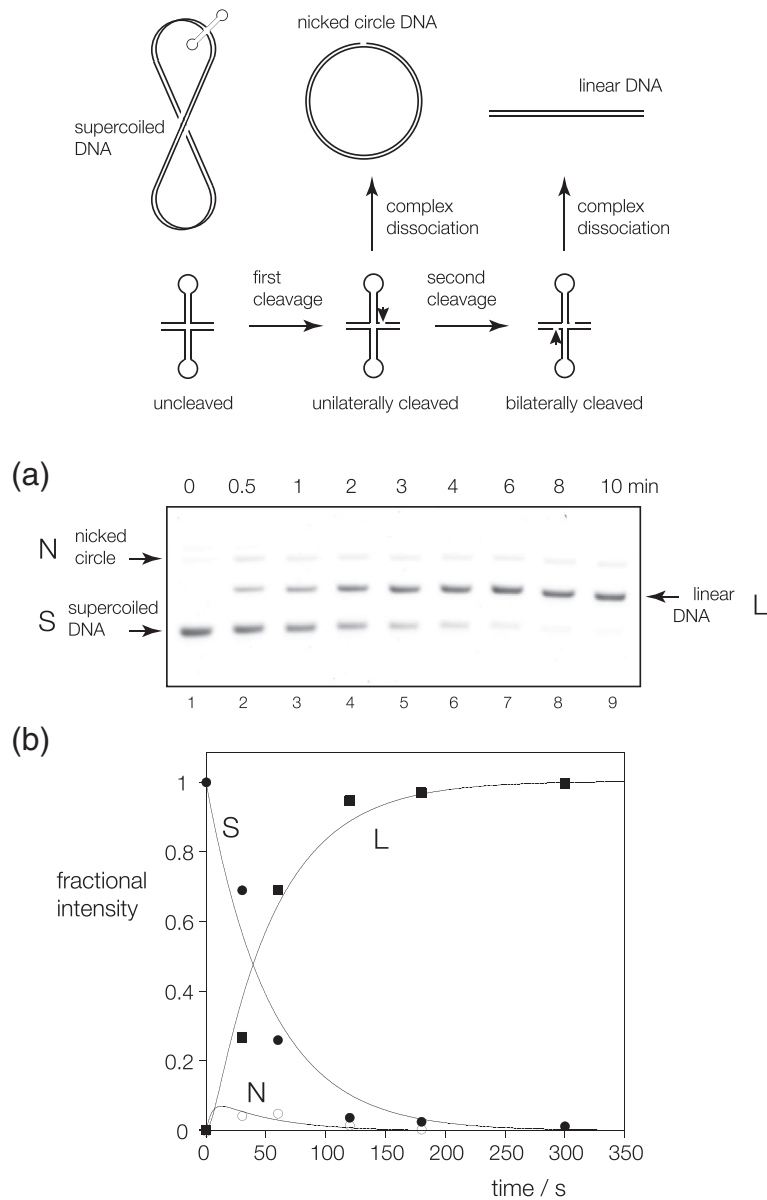 nicked circle DNA
linear DNA
supercoiled
DNA
complex
dissociation
complex
dissociation
first
cleavage
second
cleavage
uncleaved
unilaterally cleaved
bilaterally cleaved
(a)
0 0.5 1 2 3 4 6 8 10 min
N nicked
circle
S supercoiled
DNA
linear
DNA L
1 2 3 4 5 6 7 8 9
(b)
1
S
L
0.8
fractional
intensity
0.6
0.4
0.2
N
0
0 50 100 150 200 250 300 350
time / s